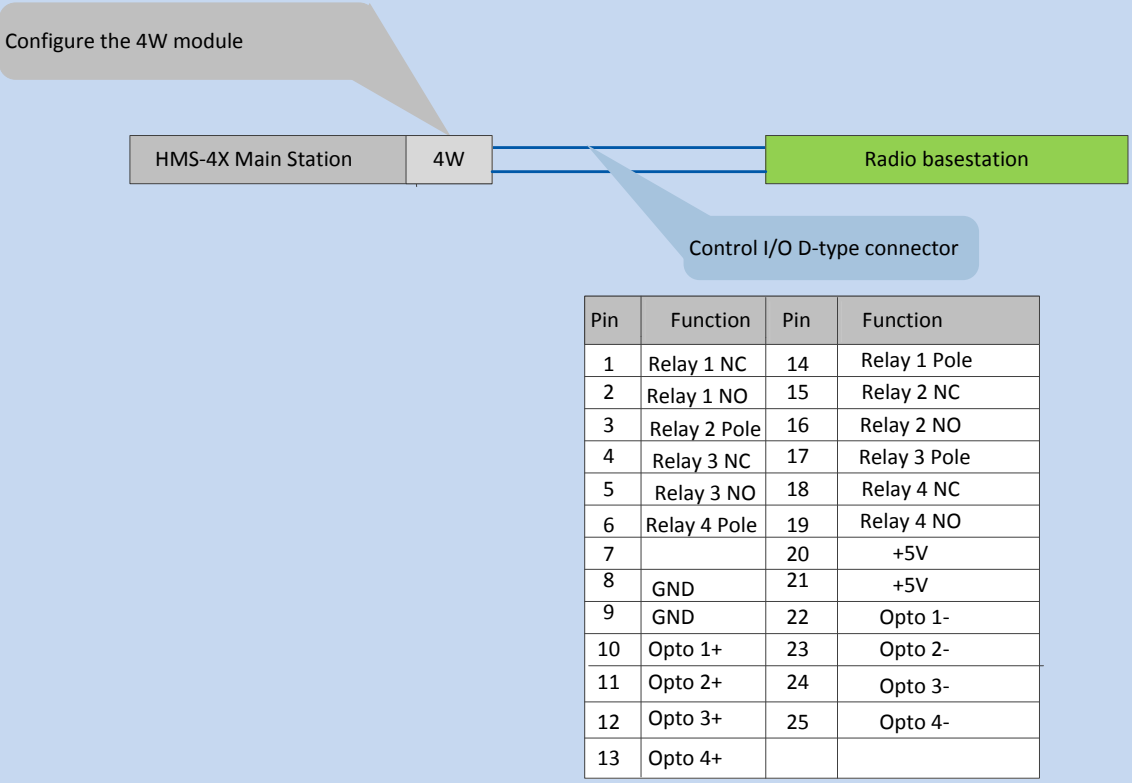 Configure the 4W module
HMS-4X Main Station 4W Radio basestation
Control I/O D-type connector
Pin Function Pin Function
1 Relay 1 NC 14 Relay 1 Pole
2 Relay 1 NO 15 Relay 2 NC
3 Relay 2 Pole 16 Relay 2 NO
4 Relay 3 NC 17 Relay 3 Pole
5 Relay 3 NO 18 Relay 4 NC
6 Relay 4 Pole 19 Relay 4 NO
7 20 +5V
8 GND 21 +5V
9 GND 22 Opto 1-
10 Opto 1+ 23 Opto 2-
11 Opto 2+ 24 Opto 3-
12 Opto 3+ 25 Opto 4-
13 Opto 4+